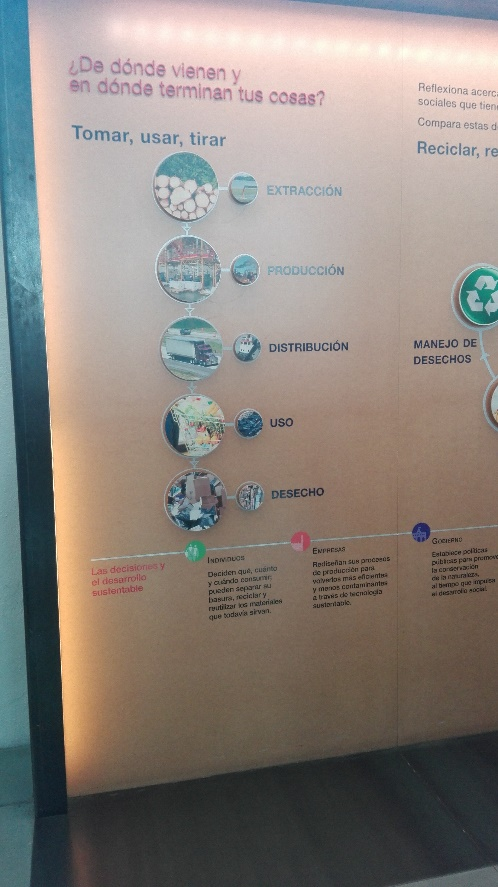 ¿De dónde vienen y
en dónde terminan tus cosas?
Tomar, usar, tirar
EXTRACCIÓN
PRODUCCIÓN
DISTRIBUCIÓN
USO
DESECHO
Reflexiona acerca
sociales que
Compara estas
Reciclar,
MANEJO DE
DESECHOS
Las decisiones y
el desarrollo
sustentable
INDIVIDUOS
Deciden qué, cuánto
y cuándo consumir;
pueden separar su
basura, reciclar y
reutilizar los materiales
que todavía sirvan.
EMPRESAS
Rediseñan sus procesos
de producción para
volverlos más eficientes
y menos contaminantes
a través de tecnología
sustentable.
GOBIERNO
Establece políticas
públicas para
la conservación
de la naturaleza,
al tiempo que impulsa
el desarrollo social.